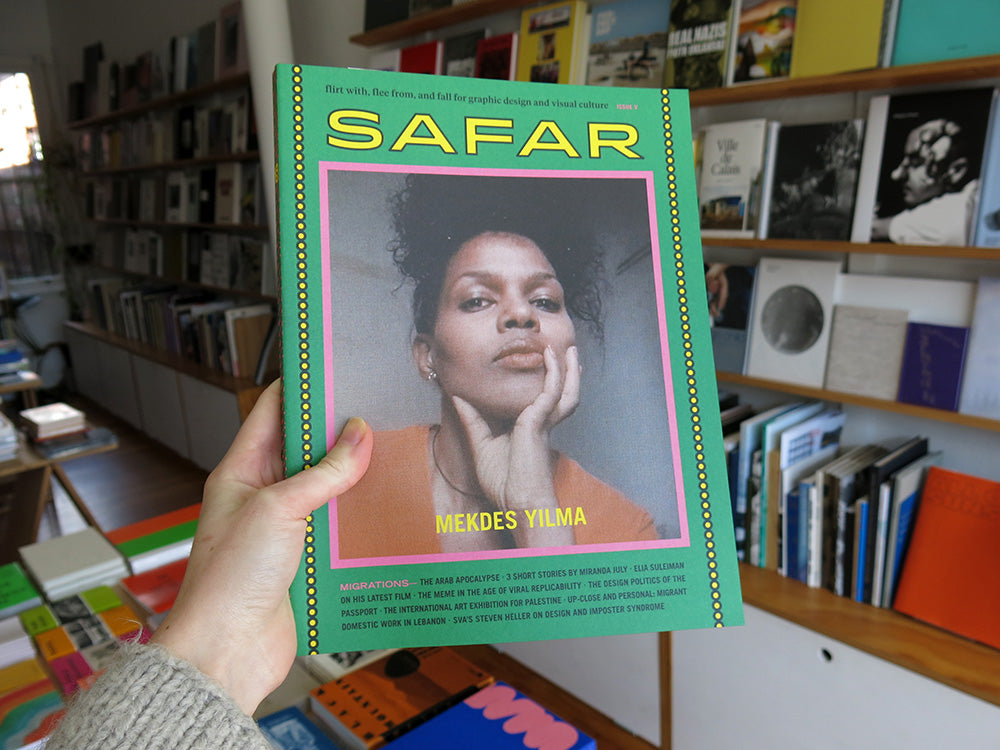 flirt with, flee from, and fall for graphic design and visual culture ISSUE V
SAFAR
MEKDES YILMA
MIGRATIONS— THE ARAB APOCALYPSE · 3 SHORT STORIES BY MIRANDA JULY · ELIA SULEIMAN
ON HIS LATEST FILM · THE MEME IN THE AGE OF VIRAL REPLICABILITY · THE DESIGN POLITICS OF THE
PASSPORT · THE INTERNATIONAL ART EXHIBITION FOR PALESTINE · UP-CLOSE AND PERSONAL: MIGRANT
DOMESTIC WORK IN LEBANON · SVA'S STEVEN HELLER ON DESIGN AND IMPOSTER SYNDROME
REAL NAZIS
PIOTR UKLANSKI
Ville
de
Calais